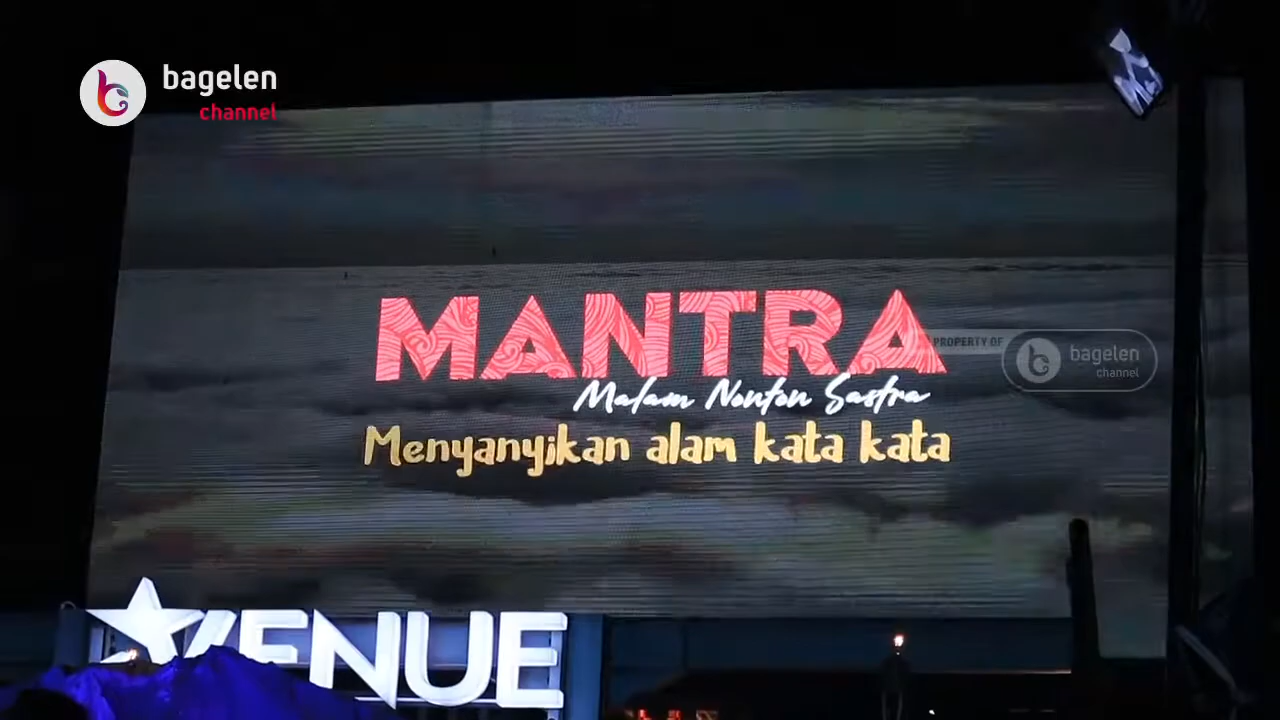 bagelen
channel
MANTRA
PROPERTY OF
bagelen
channel
Malam Nonton Sastra
Menyanyikan alam kata kata
VENUE